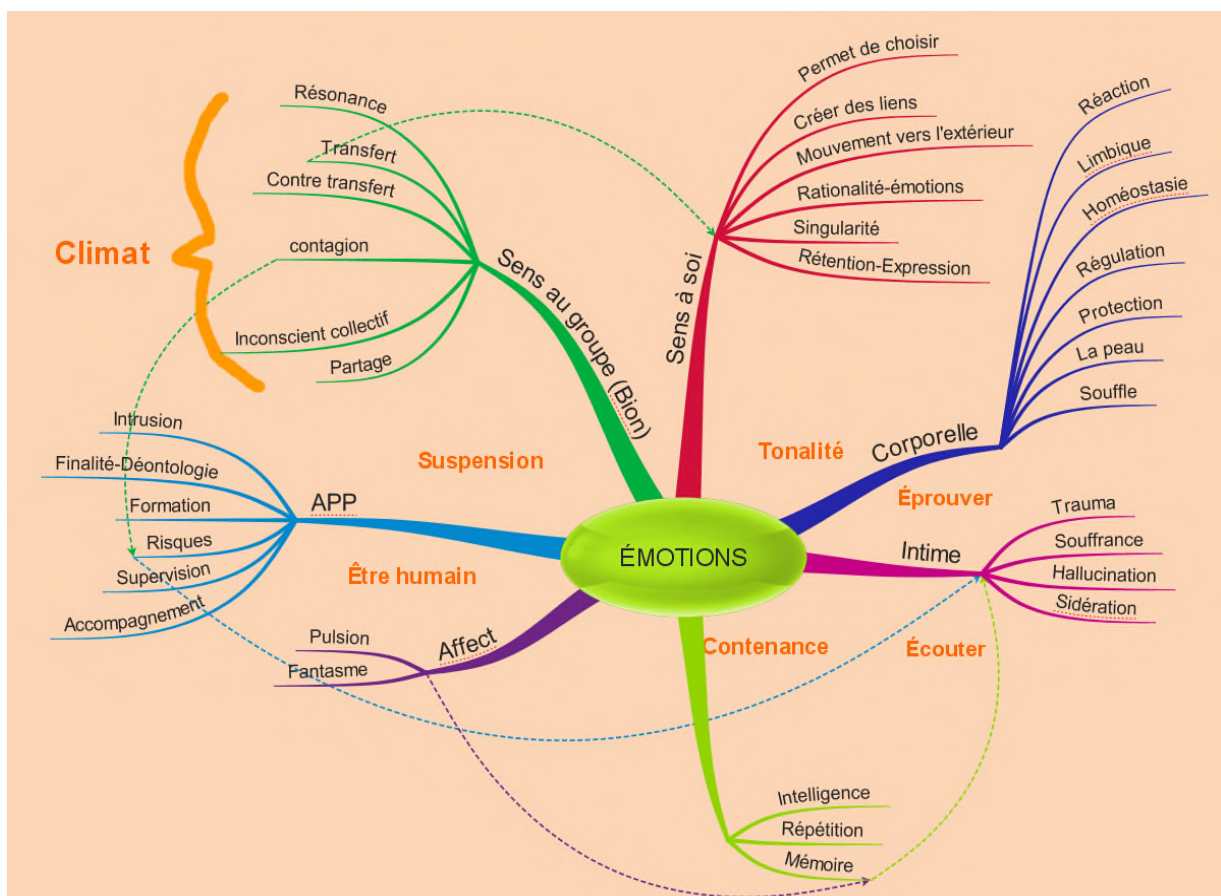 Résonance
Transfert
Contre transfert
contagion
Inconscient collectif
Partage
Climat
Sens au groupe (Bion)
Permet de choisir
Créer des liens
Mouvement vers l'extérieur
Rationalité-émotions
Singularité
Rétention-Expression
Sens à soi
Réaction
Limbique
Homéostasie
Régulation
Protection
La peau
Souffle
Corporelle
Suspension
Tonalité
Éprouver
Intrusion
Finalité-Déontologie
Formation
Risques
Supervision
Accompagnement
APP
ÉMOTIONS
Intime
Trauma
Souffrance
Hallucination
Sidération
Être humain
Contenance
Écouter
Pulsion
Fantasme
Affect
Intelligence
Répétition
Mémoire